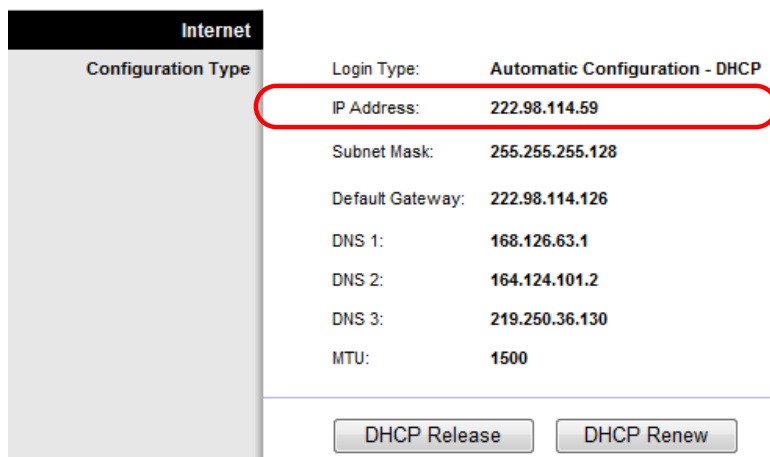 Internet
Configuration Type
Login Type: Automatic Configuration - DHCP
IP Address: 222.98.114.59
Subnet Mask: 255.255.255.128
Default Gateway: 222.98.114.126
DNS 1: 168.126.63.1
DNS 2: 164.124.101.2
DNS 3: 219.250.36.130
MTU: 1500
DHCP Release DHCP Renew